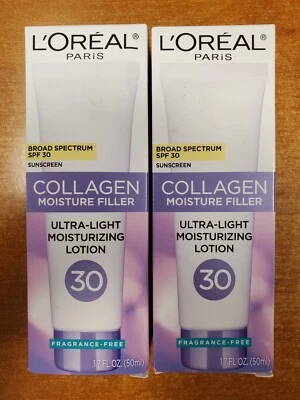 L'ORÉAL®
PARIS
BROAD SPECTRUM
SPF 30
SUNSCREEN
COLLAGEN
MOISTURE FILLER
ULTRA-LIGHT
MOISTURIZING
LOTION
30
FRAGRANCE-FREE
1.7 FL. OZ. (50ml)
L'ORÉAL®
PARIS
BROAD SPECTRUM
SPF 30
SUNSCREEN
COLLAGEN
MOISTURE FILLER
ULTRA-LIGHT
MOISTURIZING
LOTION
30
FRAGRANCE-FREE
1.7 FL. OZ. (50ml)